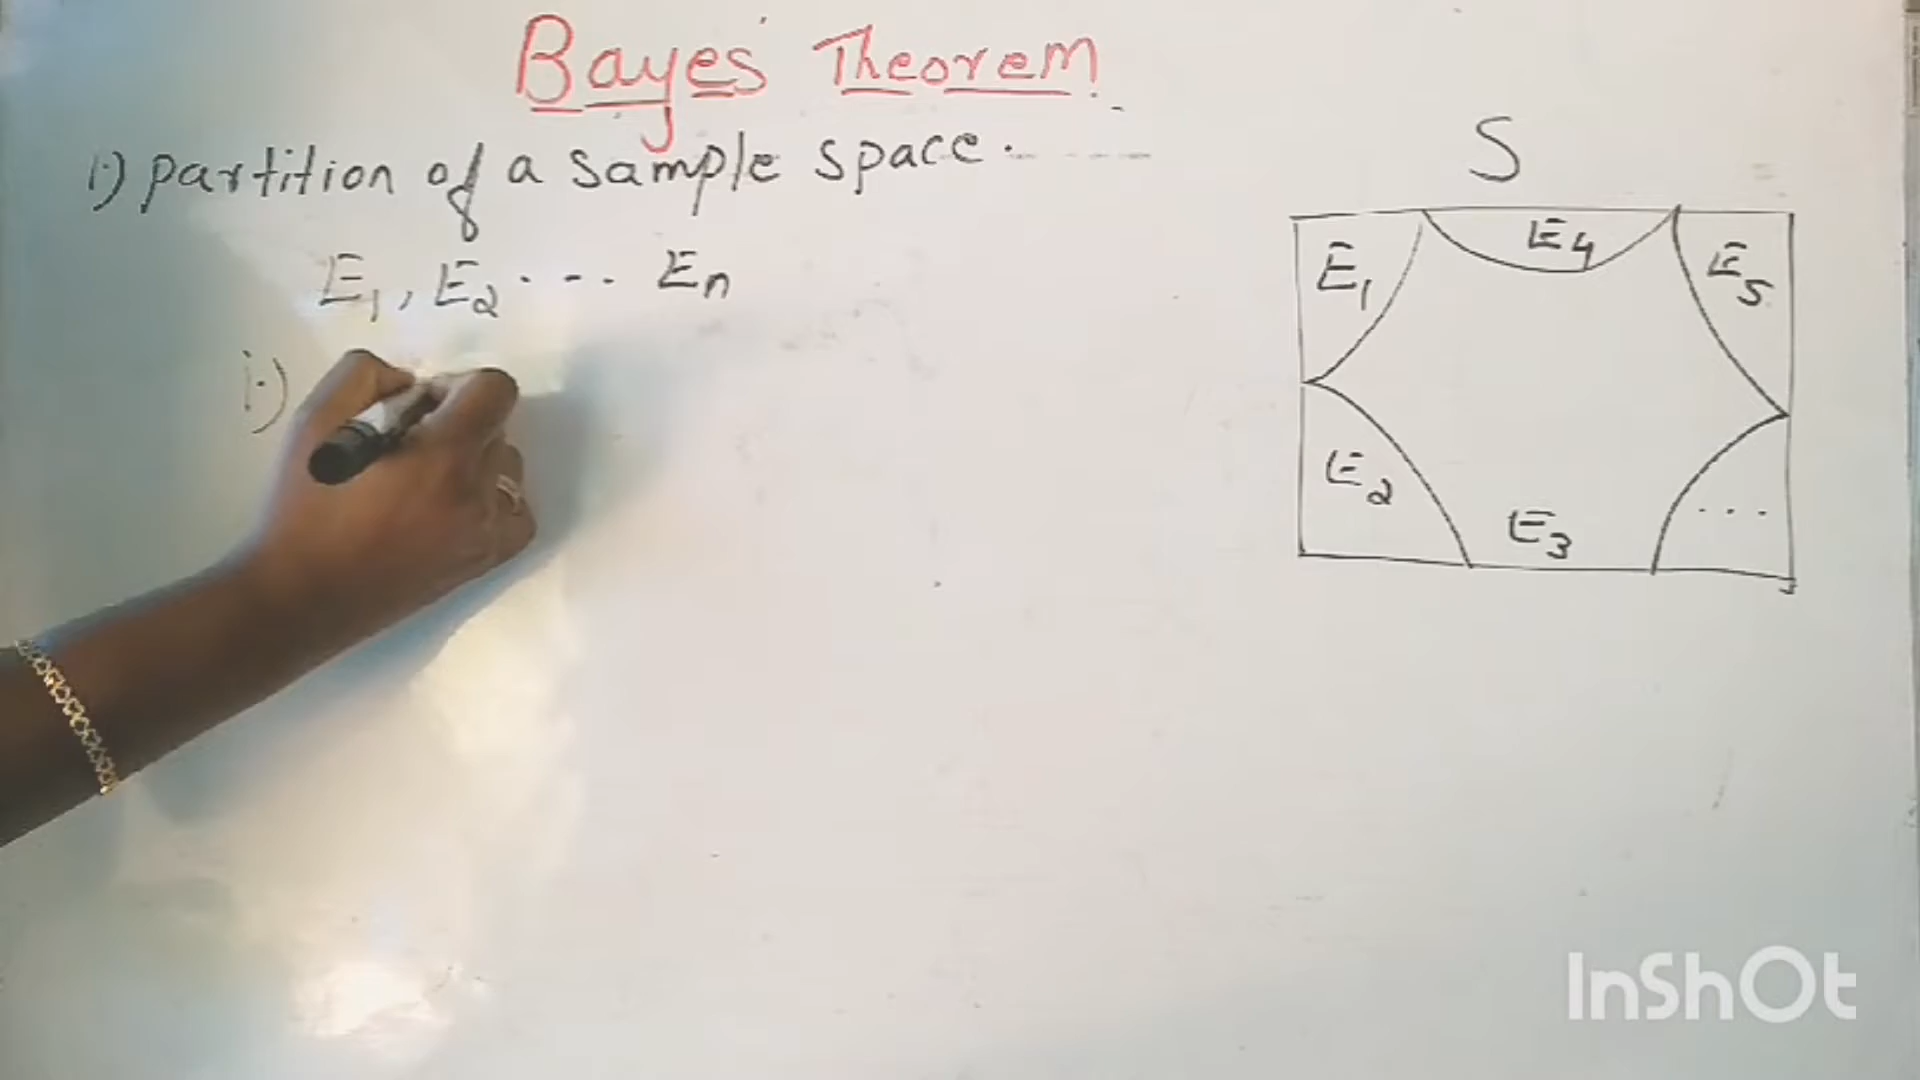 Bayes' Theorem
1.) partition of a sample space.
E1, E2 . . . En
i.)
S
E1
E4
E5
E2
E3
...
InShOt